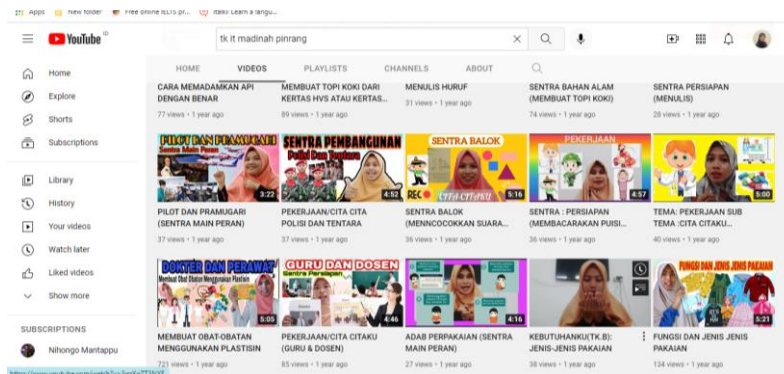 Apps New folder Free online IELTS pr... italki: Learn a langu...
YouTube ID
tk it madinah pinrang
HOME VIDEOS PLAYLISTS CHANNELS ABOUT
Home
Explore
Shorts
Subscriptions
Library
History
Your videos
Watch later
Liked videos
Show more
SUBSCRIPTIONS
Nihongo Mantappu
CARA MEMADAMKAN API
DENGAN BENAR
77 views • 1 year ago
MEMBUAT TOPI KOKI DARI
KERTAS HVS ATAU KERTAS...
89 views • 1 year ago
MENULIS HURUF
31 views • 1 year ago
SENTRA BAHAN ALAM
(MEMBUAT TOPI KOKI)
74 views • 1 year ago
SENTRA PERSIAPAN
(MENULIS)
28 views • 1 year ago
PILOT DAN PRAMUGARI
Sentra Main Peran
3:22
PILOT DAN PRAMUGARI
(SENTRA MAIN PERAN)
37 views • 1 year ago
SENTRA PEMBANGUNAN
Polisi Dan Tentara
4:52
PEKERJAAN/CITA CITA
POLISI DAN TENTARA
37 views • 1 year ago
SENTRA BALOK
REC
CITA-CITAKU
5:16
SENTRA BALOK
(MENNCOCOKKAN SUARA...
36 views • 1 year ago
PEKERJAAN
4:57
SENTRA : PERSIAPAN
(MEMBACARAKAN PUISI...
36 views • 1 year ago
5:00
TEMA: PEKERJAAN SUB
TEMA :CITA CITAKU...
40 views • 1 year ago
DOKTER DAN PERAWAT
Membuat Obat Obatan Menggunakan Plastisin
5:05
MEMBUAT OBAT-OBATAN
MENGGUNAKAN PLASTISIN
721 views • 1 year ago
GURU DAN DOSEN
Sentra Persiapan
4:46
PEKERJAAN/CITA CITAKU
(GURU & DOSEN)
85 views • 1 year ago
4:16
ADAB PERPAKAIAN (SENTRA
MAIN PERAN)
27 views • 1 year ago
KEBUTUHANKU(TK.B):
JENIS-JENIS PAKAIAN
38 views • 1 year ago
FUNGSI DAN JENIS JENIS PAKAIAN
5:21
FUNGSI DAN JENIS JENIS
PAKAIAN
134 views • 1 year ago